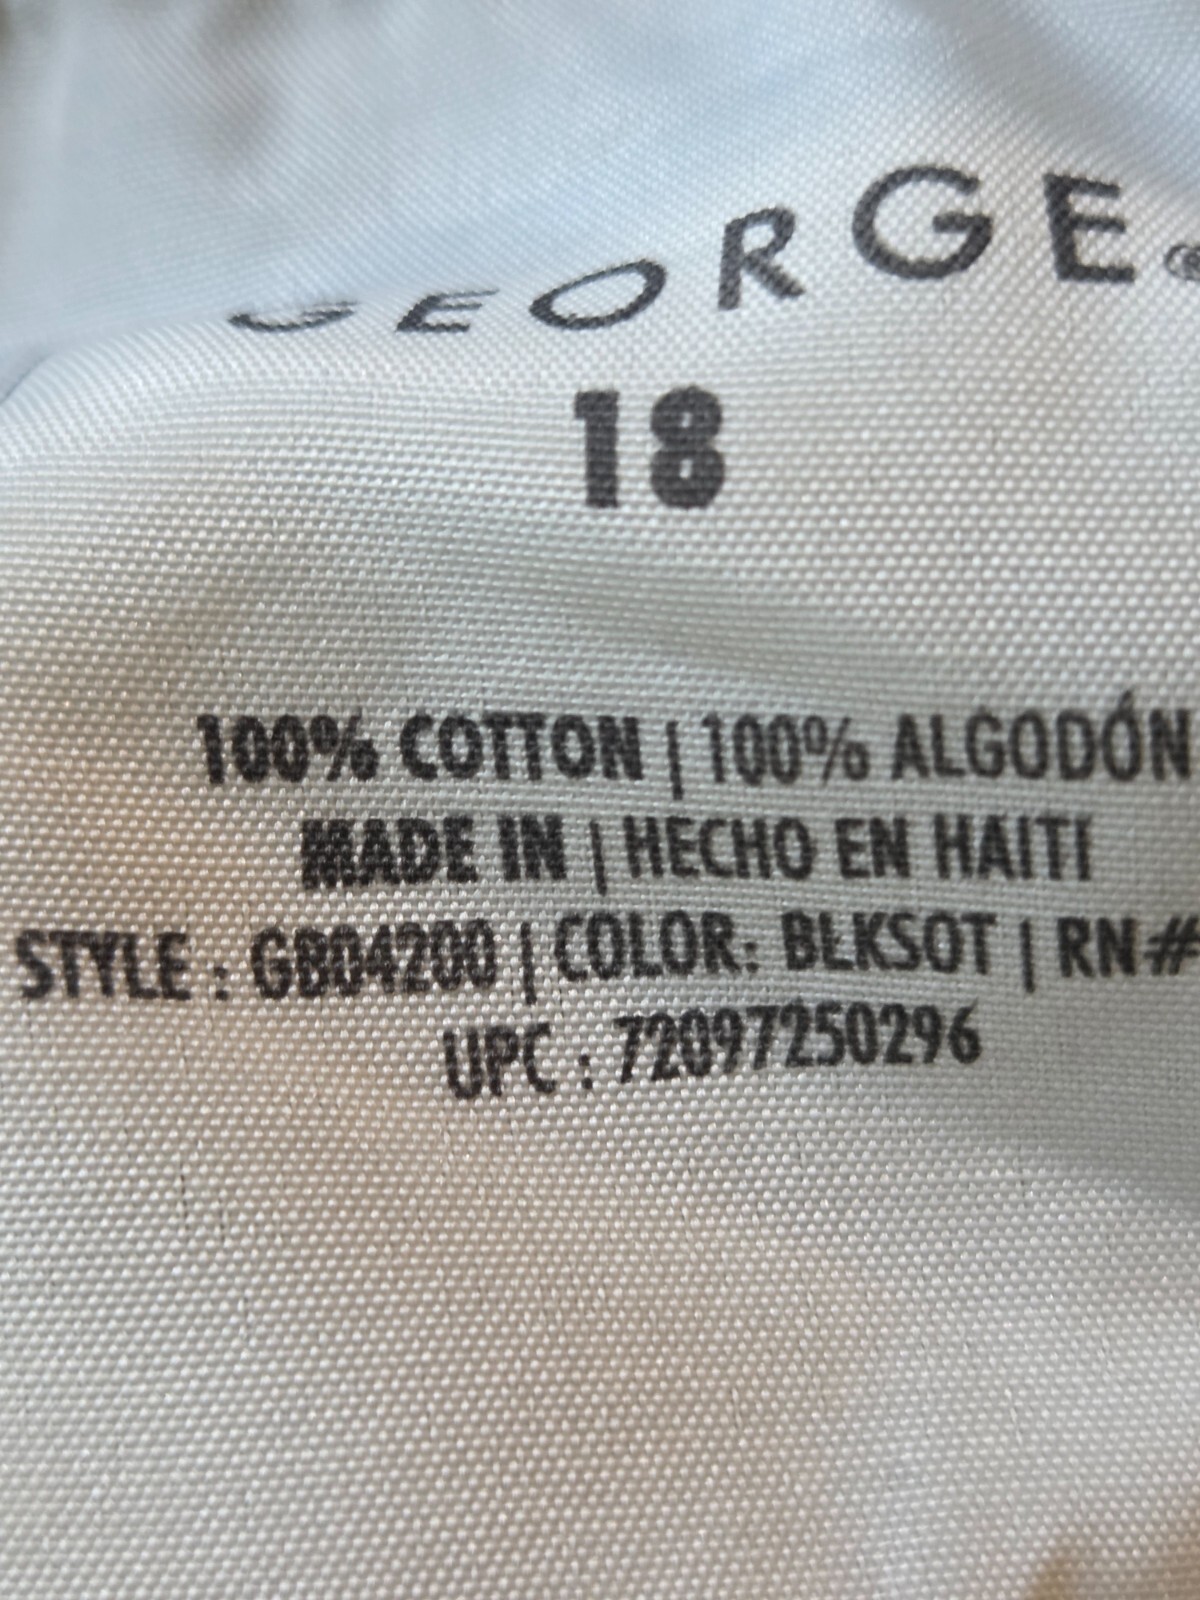 GEORGE®
18
100% COTTON | 100% ALGODÓN
MADE IN | HECHO EN HAITI
STYLE : GB04200 | COLOR: BLKSOT | RN#
UPC : 72097250296